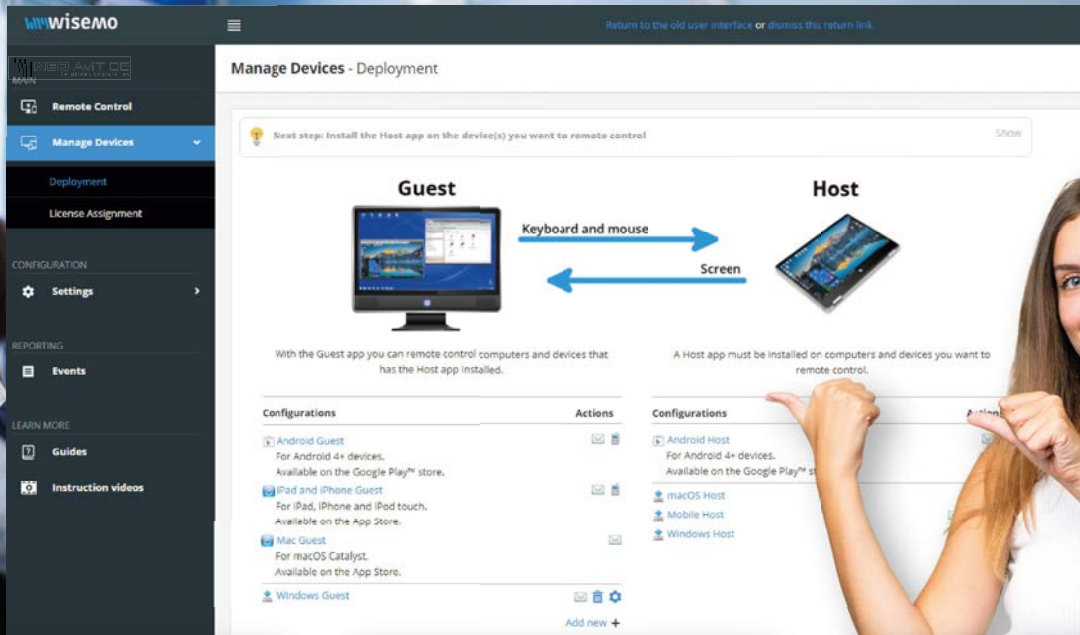 wisemo
Return to the old user interface or dismiss this return link
MAIN
Remote Control
Manage Devices
Deployment
License Assignment
CONFIGURATION
Settings
REPORTING
Events
LEARN MORE
Guides
Instruction videos
Manage Devices - Deployment
Next step: Install the Host app on the device(s) you want to remote control
Show
Guest
Host
Keyboard and mouse
Screen
With the Guest app you can remote control computers and devices that
has the Host app installed.
Configurations Actions
Android Guest
For Android 4+ devices.
Available on the Google Play™ store.
iPad and iPhone Guest
For iPad, iPhone and iPod touch.
Available on the App Store.
Mac Guest
For macOS Catalyst.
Available on the App Store.
Windows Guest
Add new +
A Host app must be installed on computers and devices you want to
remote control.
Configurations
Android Host
For Android 4+ devices.
Available on the Google Play™
macOS Host
Mobile Host
Windows Host